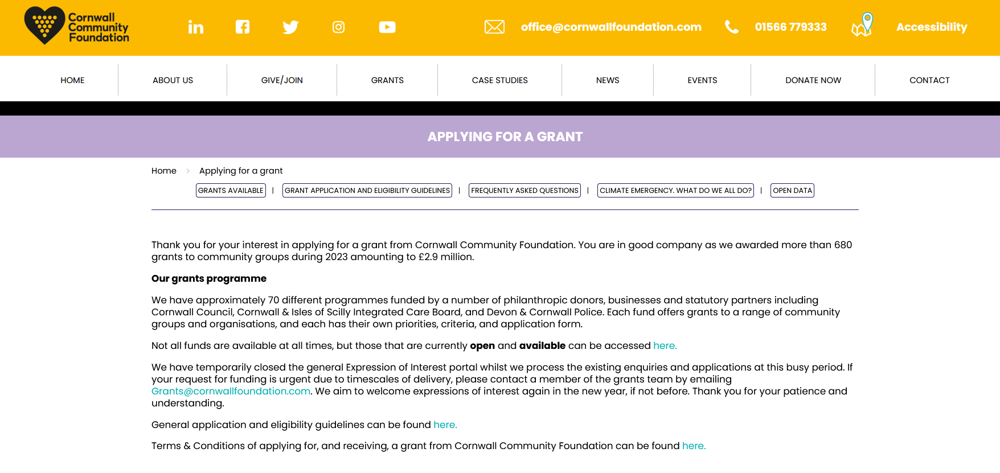 Cornwall
Community
Foundation
office@cornwallfoundation.com
01566 779333
Accessibility
HOME
ABOUT US
GIVE/JOIN
GRANTS
CASE STUDIES
NEWS
EVENTS
DONATE NOW
CONTACT
APPLYING FOR A GRANT
Home > Applying for a grant
GRANTS AVAILABLE | GRANT APPLICATION AND ELIGIBILITY GUIDELINES | FREQUENTLY ASKED QUESTIONS | CLIMATE EMERGENCY. WHAT DO WE ALL DO? | OPEN DATA
Thank you for your interest in applying for a grant from Cornwall Community Foundation. You are in good company as we awarded more than 680
grants to community groups during 2023 amounting to £2.9 million.
Our grants programme
We have approximately 70 different programmes funded by a number of philanthropic donors, businesses and statutory partners including
Cornwall Council, Cornwall & Isles of Scilly Integrated Care Board, and Devon & Cornwall Police. Each fund offers grants to a range of community
groups and organisations, and each has their own priorities, criteria, and application form.
Not all funds are available at all times, but those that are currently open and available can be accessed here.
We have temporarily closed the general Expression of Interest portal whilst we process the existing enquiries and applications at this busy period. If
your request for funding is urgent due to timescales of delivery, please contact a member of the grants team by emailing
Grants@cornwallfoundation.com. We aim to welcome expressions of interest again in the new year, if not before. Thank you for your patience and
understanding.
General application and eligibility guidelines can be found here.
Terms & Conditions of applying for, and receiving, a grant from Cornwall Community Foundation can be found here.